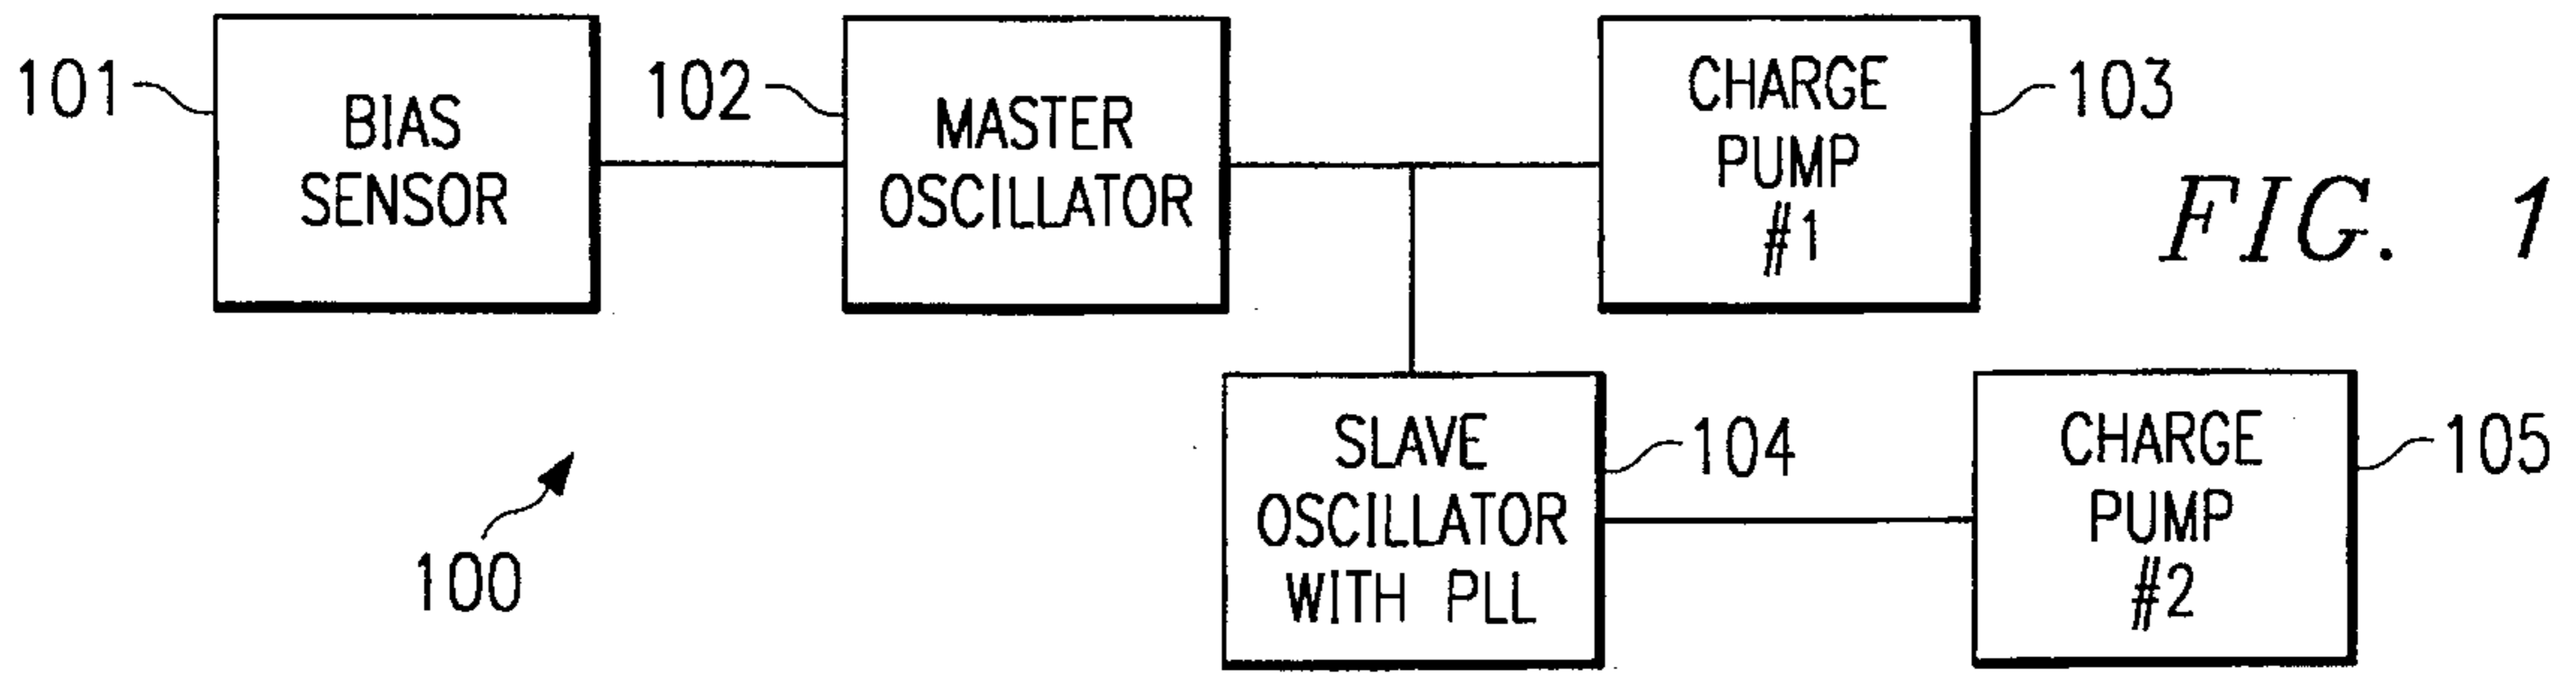 101
BIAS
SENSOR
102
MASTER
OSCILLATOR
CHARGE
PUMP
#1
103
FIG. 1
SLAVE
OSCILLATOR
WITH PLL
104
CHARGE
PUMP
#2
105
100